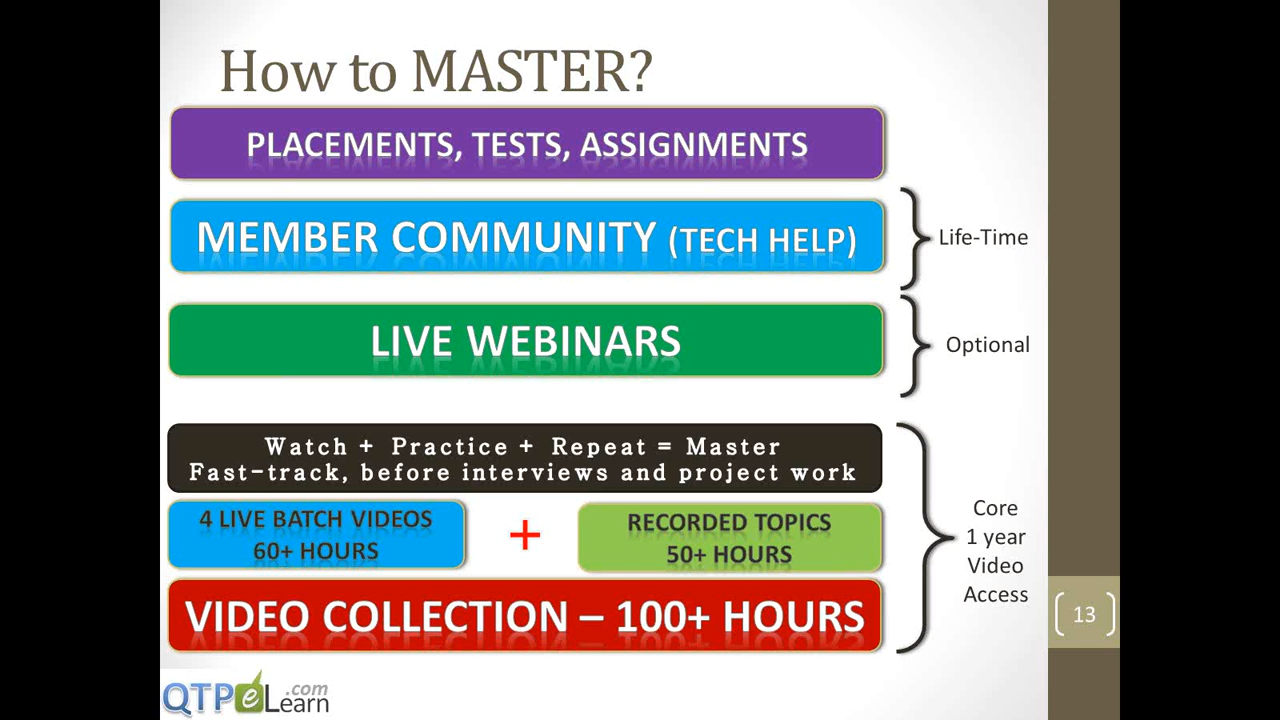 How to MASTER?
PLACEMENTS, TESTS, ASSIGNMENTS
MEMBER COMMUNITY (TECH HELP)
Life-Time
LIVE WEBINARS
Optional
Watch + Practice + Repeat = Master
Fast-track, before interviews and project work
4 LIVE BATCH VIDEOS
60+ HOURS
+
RECORDED TOPICS
50+ HOURS
VIDEO COLLECTION – 100+ HOURS
Core
1 year
Video
Access
13
QTPeLearn.com